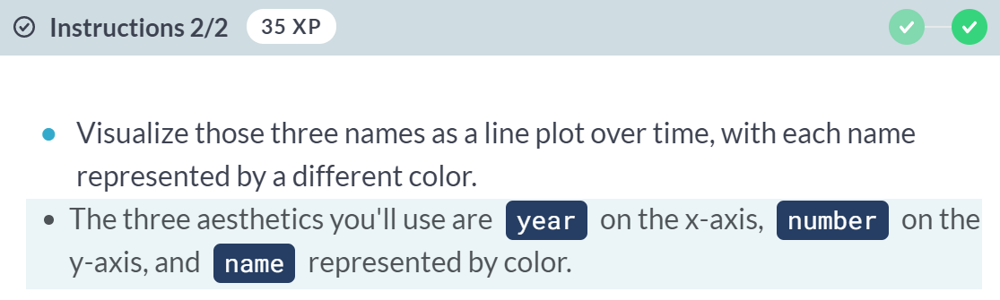 Instructions 2/2 35 XP
Visualize those three names as a line plot over time, with each name
represented by a different color.
The three aesthetics you'll use are year on the x-axis, number on the
y-axis, and name represented by color.